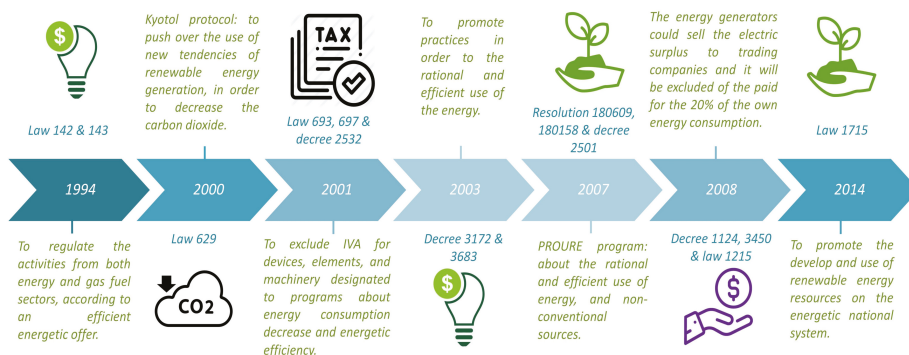 $
Law 142 & 143
Kyotol protocol: to
push over the use of
new tendencies of
renewable energy
generation, in order
to decrease the
carbon dioxide.
TAX
Law 693, 697 &
decree 2532
To promote
practices in
order to the
rational and
efficient use of
the energy.
Resolution 180609,
180158 & decree
2501
The energy generators
could sell the electric
surplus to trading
companies and it will
be excluded of the paid
for the 20% of the own
energy consumption.
Law 1715
1994
2000
2001
2003
2007
2008
2014
To regulate the
activities from both
energy and gas fuel
sectors, according to
an efficient
energetic offer.
Law 629
CO2
To exclude IVA for
devices, elements, and
machinery designated
to programs about
energy consumption
decrease and energetic
efficiency.
Decree 3172 &
3683
$
PROURE program:
about the rational
and efficient use of
energy, and non-
conventional
sources.
Decree 1124, 3450
& law 1215
$
To promote the
develop and use of
renewable energy
resources on the
energetic national
system.